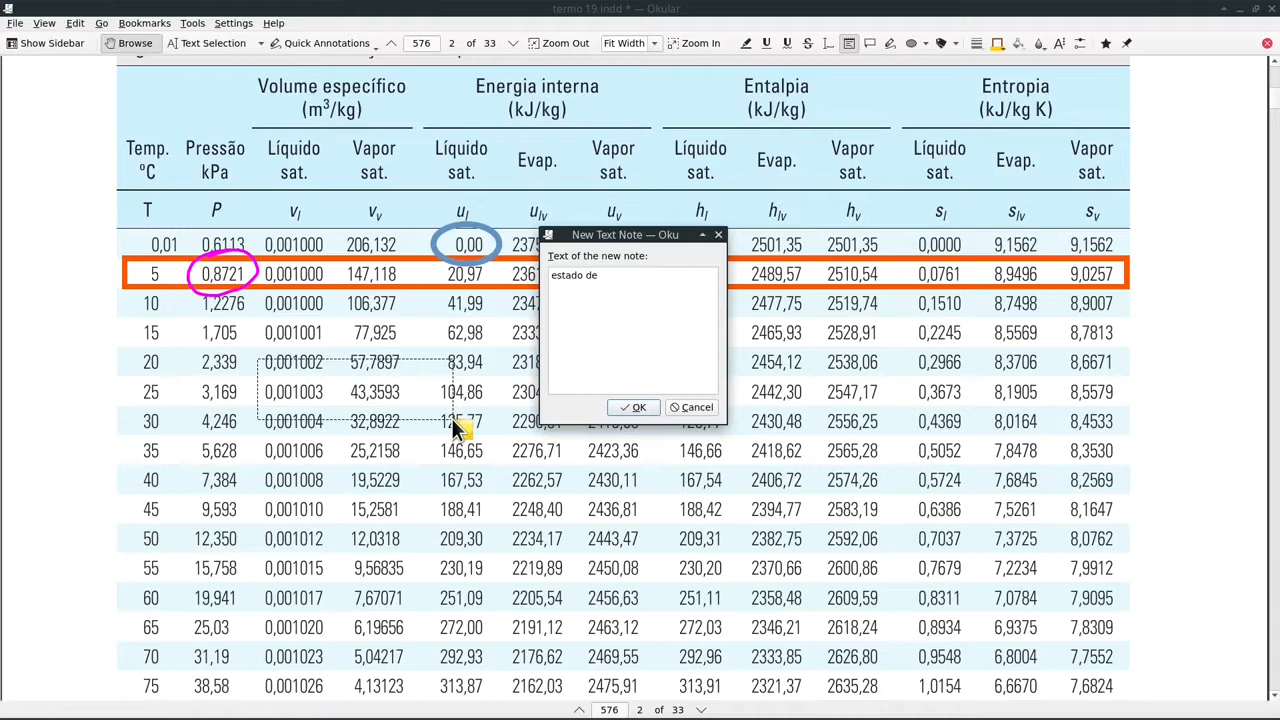 termo 19.indd * — Okular
File View Edit Go Bookmarks Tools Settings Help
Show Sidebar Browse Text Selection Quick Annotations 576 2 of 33 Zoom Out Fit Width Zoom In
Volume específico Energia interna Entalpia Entropia
(m³/kg) (kJ/kg) (kJ/kg) (kJ/kg K)
Temp. Pressão Líquido Vapor Líquido Evap. Vapor Líquido Evap. Vapor Líquido Evap. Vapor
ºC kPa sat. sat. sat. sat. sat. sat. sat. sat.
T P vl vv ul ulv uv hl hlv hv sl slv sv
New Text Note — Oku
Text of the new note:
estado de
OK Cancel
0,01 0,6113 0,001000 206,132 0,00 2501,35 2501,35 0,0000 9,1562 9,1562
5 0,8721 0,001000 147,118 20,97 2489,57 2510,54 0,0761 8,9496 9,0257
10 1,2276 0,001000 106,377 41,99 2477,75 2519,74 0,1510 8,7498 8,9007
15 1,705 0,001001 77,925 62,98 2465,93 2528,91 0,2245 8,5569 8,7813
20 2,339 0,001002 57,7897 83,94 2454,12 2538,06 0,2966 8,3706 8,6671
25 3,169 0,001003 43,3593 104,86 2442,30 2547,17 0,3673 8,1905 8,5579
30 4,246 0,001004 32,8922 2430,48 2556,25 0,4369 8,0164 8,4533
35 5,628 0,001006 25,2158 146,65 2276,71 2423,36 146,66 2418,62 2565,28 0,5052 7,8478 8,3530
40 7,384 0,001008 19,5229 167,53 2262,57 2430,11 167,54 2406,72 2574,26 0,5724 7,6845 8,2569
45 9,593 0,001010 15,2581 188,41 2248,40 2436,81 188,42 2394,77 2583,19 0,6386 7,5261 8,1647
50 12,350 0,001012 12,0318 209,30 2234,17 2443,47 209,31 2382,75 2592,06 0,7037 7,3725 8,0762
55 15,758 0,001015 9,56835 230,19 2219,89 2450,08 230,20 2370,66 2600,86 0,7679 7,2234 7,9912
60 19,941 0,001017 7,67071 251,09 2205,54 2456,63 251,11 2358,48 2609,59 0,8311 7,0784 7,9095
65 25,03 0,001020 6,19656 272,00 2191,12 2463,12 272,03 2346,21 2618,24 0,8934 6,9375 7,8309
70 31,19 0,001023 5,04217 292,93 2176,62 2469,55 292,96 2333,85 2626,80 0,9548 6,8004 7,7552
75 38,58 0,001026 4,13123 313,87 2162,03 2475,91 313,91 2321,37 2635,28 1,0154 6,6670 7,6824
576 2 of 33